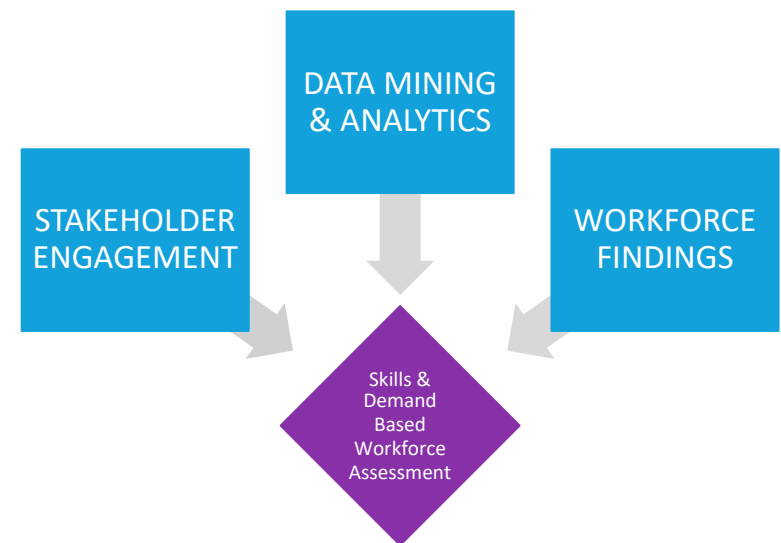 DATA MINING
& ANALYTICS
STAKEHOLDER
ENGAGEMENT
WORKFORCE
FINDINGS
Skills &
Demand
Based
Workforce
Assessment